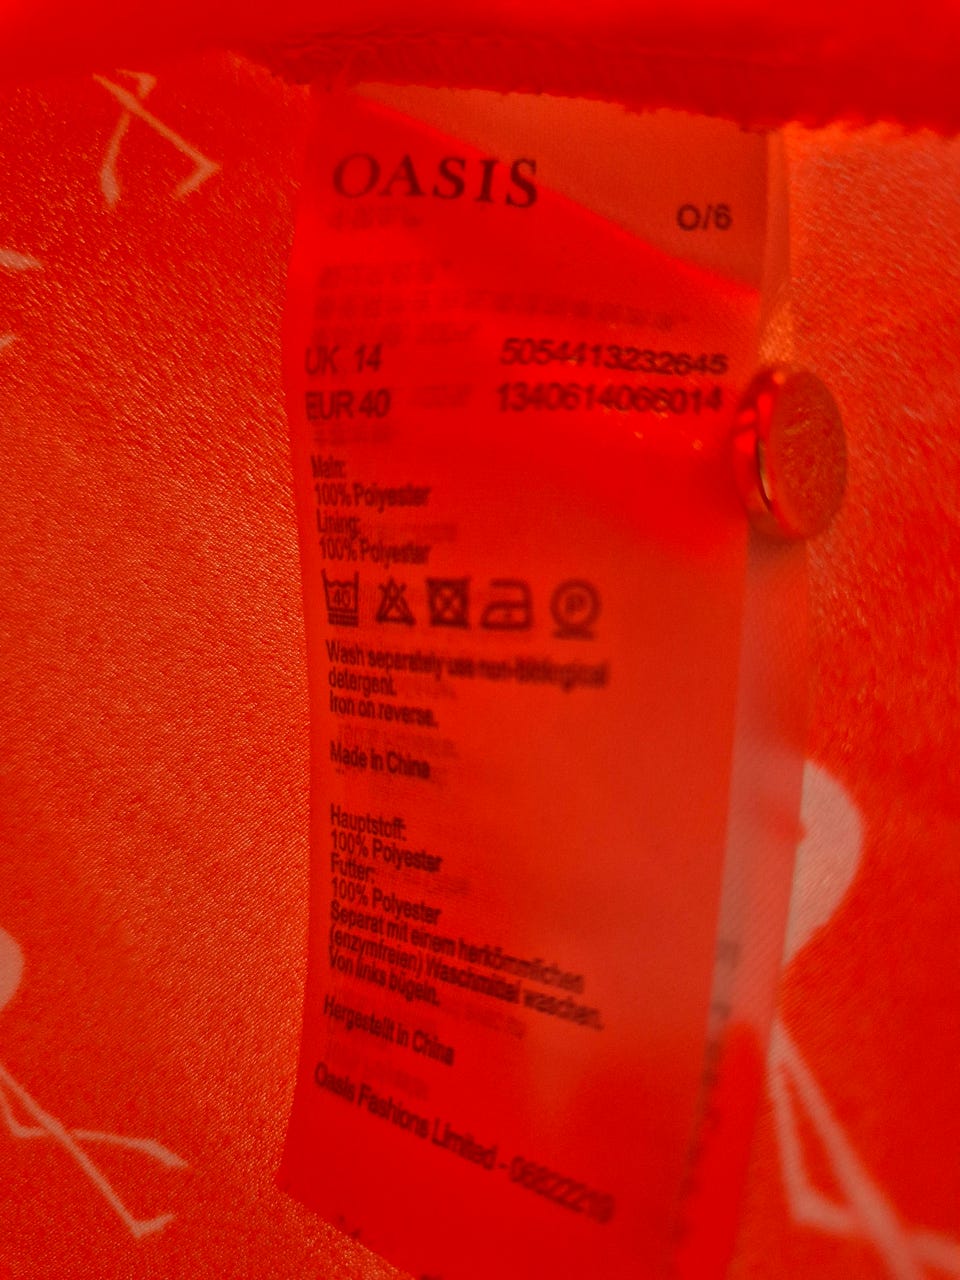 OASIS
O/6
UK 14 5054413232645
EUR 40 1340614066014
Main:
100% Polyester
Lining:
100% Polyester
40
P
Wash separately use non-biological
detergent.
Iron on reverse.
Made in China
Hauptstoff:
100% Polyester
Futter:
100% Polyester
Separat mit einem herkömmlichen
(enzymfreien) Waschmittel waschen.
Von links bügeln.
Hergestellt in China
Oasis Fashions Limited -